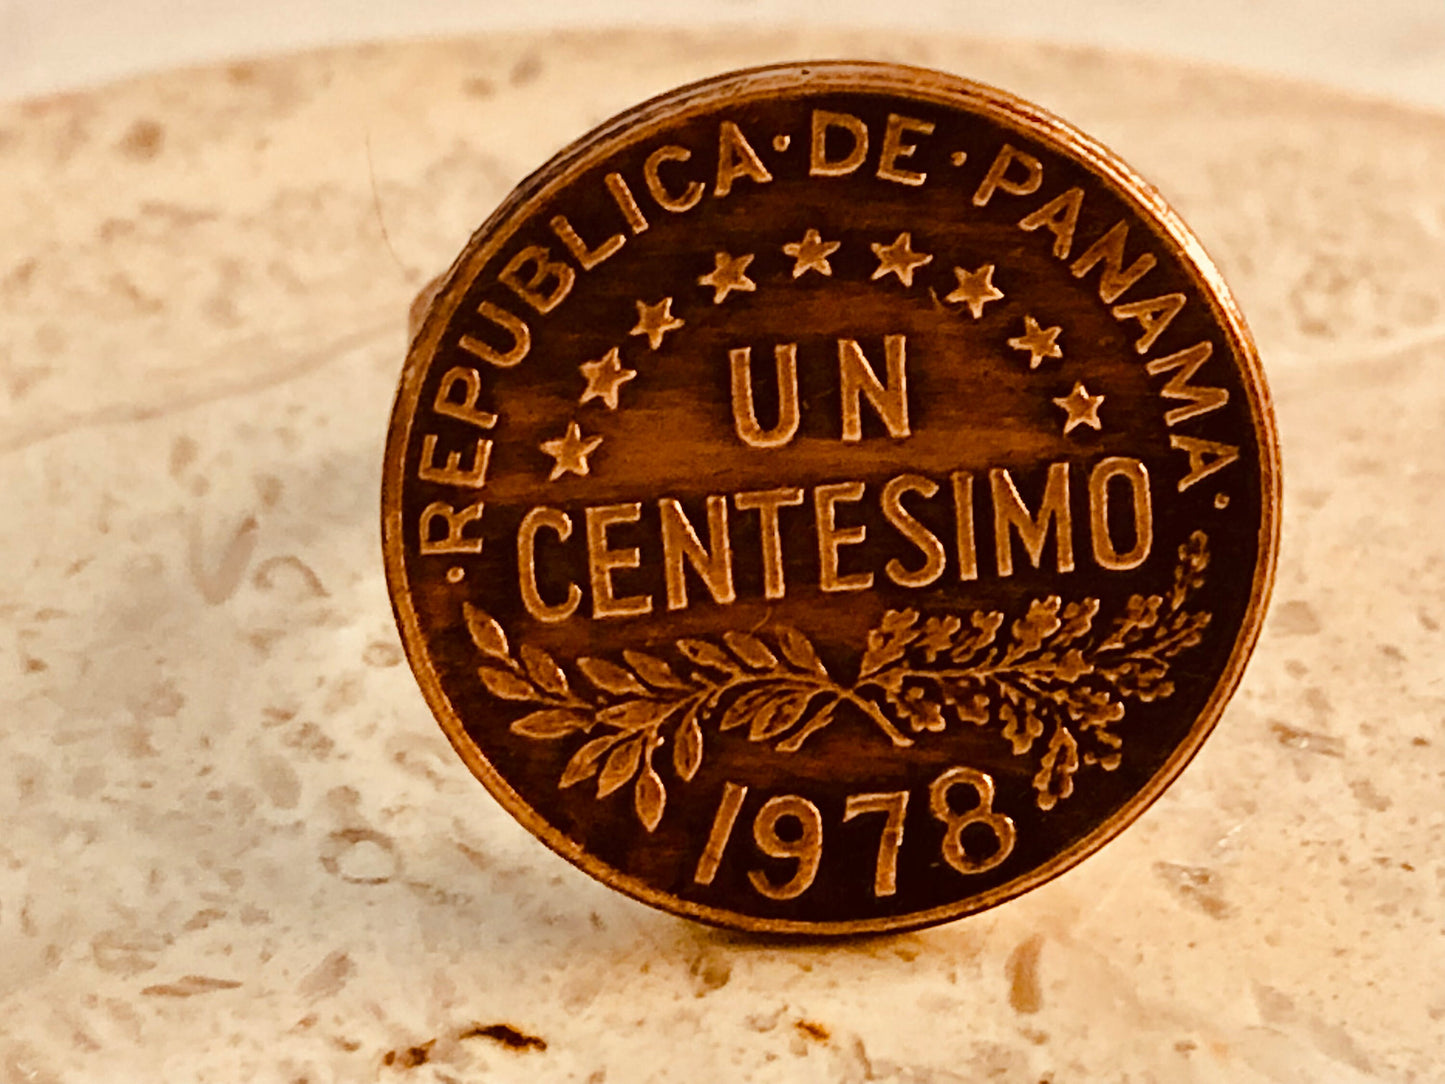 ·REPUBLICA·DE·PANAMA·
UN
CENTESIMO
1978